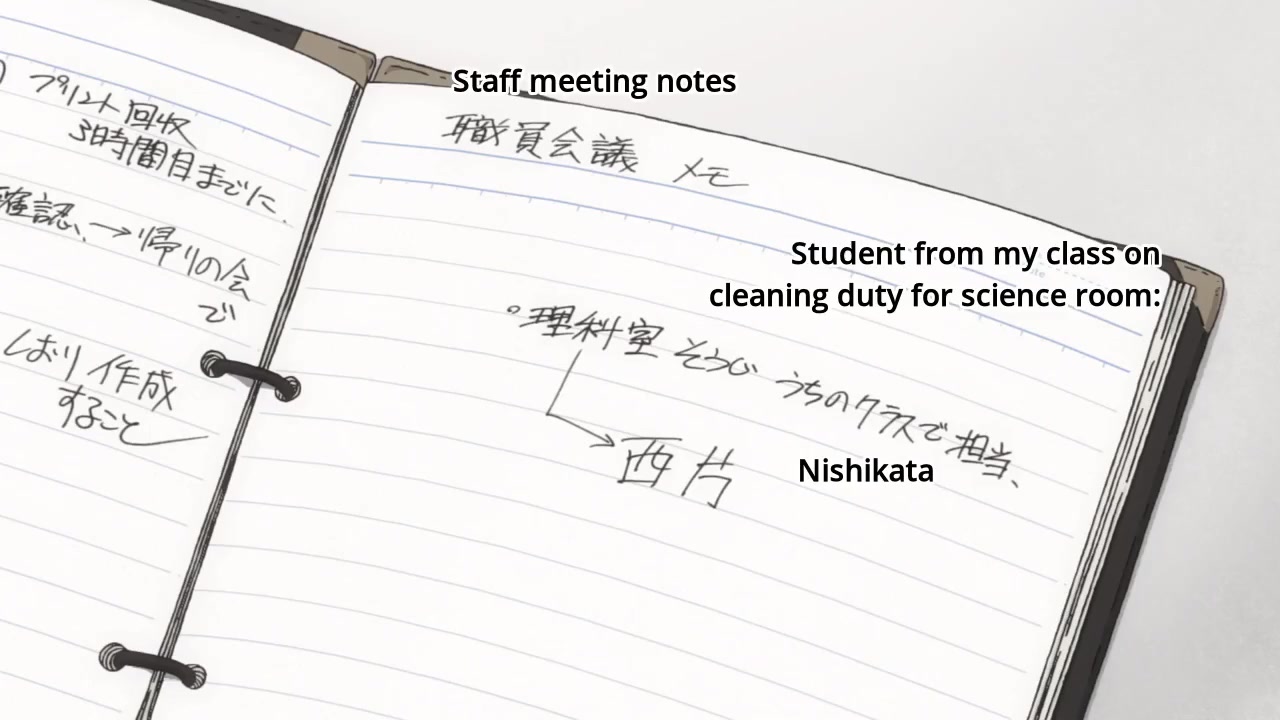 プリント回収
3時間目までに、
確認、→帰りの会
で
しおり作成
すること
Staff meeting notes
職員会議 メモ
Student from my class on
cleaning duty for science room:
。理科室 そうじ うちのクラスで担当、
西片
Nishikata